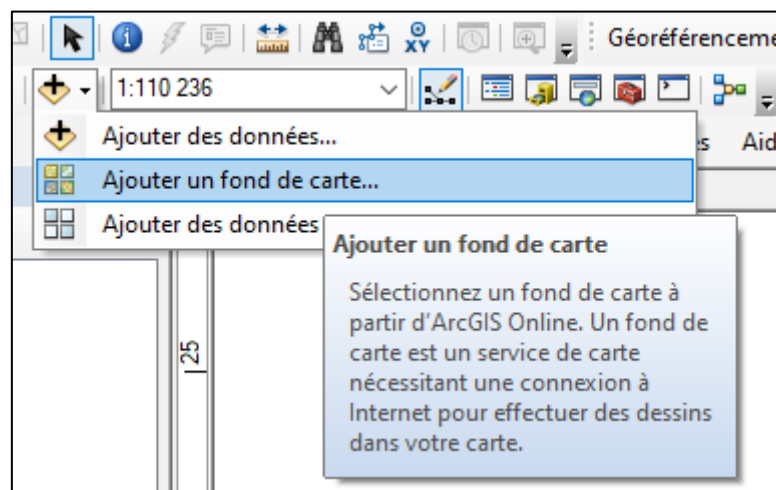 XY
Géoréférenceme
1:110 236
Ajouter des données...
s Aid
Ajouter un fond de carte...
Ajouter des données
Ajouter un fond de carte
Sélectionnez un fond de carte à
partir d'ArcGIS Online. Un fond de
carte est un service de carte
nécessitant une connexion à
Internet pour effectuer des dessins
dans votre carte.
25